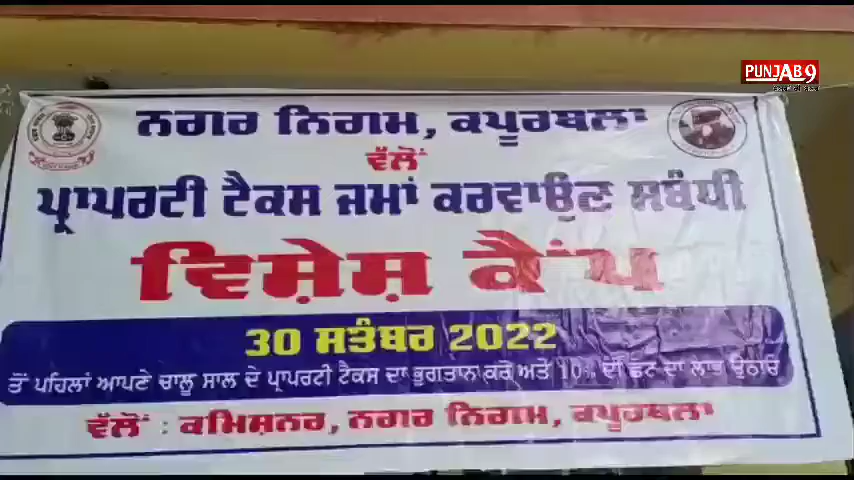 PUNJAB 9
ਨਗਰ ਨਿਗਮ, ਕਪੂਰਥਲਾ
ਵੱਲੋਂ
ਪ੍ਰਾਪਰਟੀ ਟੈਕਸ ਜਮਾਂ ਕਰਵਾਉਣ ਸਬੰਧੀ
ਵਿਸ਼ੇਸ਼ ਕੈਂਪ
30 ਸਤੰਬਰ 2022
ਤੋਂ ਪਹਿਲਾਂ ਆਪਣੇ ਚਾਲੂ ਸਾਲ ਦੇ ਪ੍ਰਾਪਰਟੀ ਟੈਕਸ ਦਾ ਭੁਗਤਾਨ ਕਰੋ ਅਤੇ 10% ਦੀ ਛੋਟ ਦਾ ਲਾਭ ਉਠਾਓ
ਵੱਲੋਂ : ਕਮਿਸ਼ਨਰ, ਨਗਰ ਨਿਗਮ, ਕਪੂਰਥਲਾ